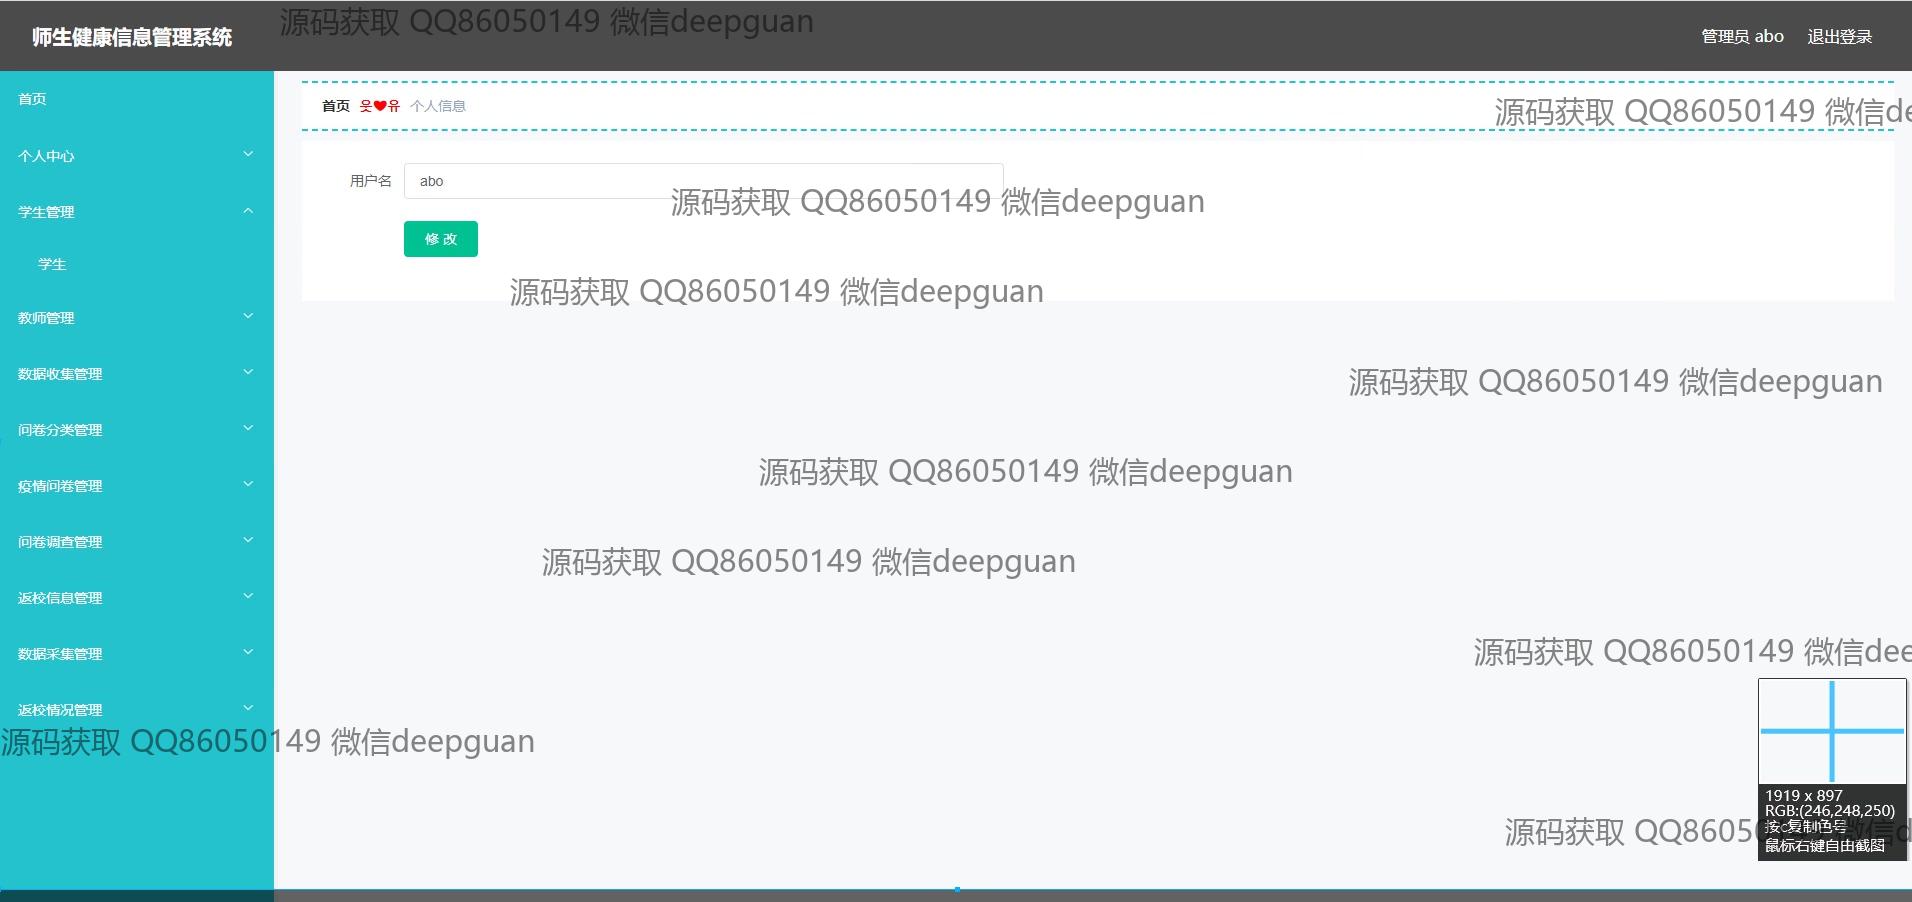 师生健康信息管理系统
源码获取 QQ86050149 微信deepguan
管理员 abo 退出登录
首页
个人中心
学生管理
学生
教师管理
数据收集管理
问卷分类管理
疫情问卷管理
问卷调查管理
返校信息管理
数据采集管理
返校情况管理
首页 웃❤유 个人信息
源码获取 QQ86050149 微信de
用户名 abo
源码获取 QQ86050149 微信deepguan
修 改
源码获取 QQ86050149 微信deepguan
源码获取 QQ86050149 微信deepguan
源码获取 QQ86050149 微信deepguan
源码获取 QQ86050149 微信deepguan
源码获取 QQ86050149 微信dee
源码获取 QQ86050149 微信deepguan
1919 x 897
RGB:(246,248,250)
按c复制色号
鼠标右键自由截图
源码获取 QQ8605